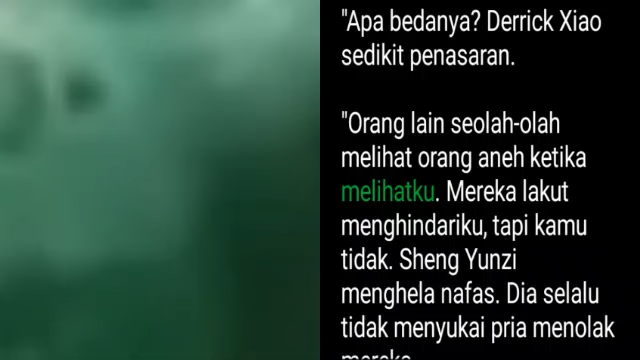 "Apa bedanya? Derrick Xiao
sedikit penasaran.
"Orang lain seolah-olah
melihat orang aneh ketika
melihatku. Mereka lakut
menghindariku, tapi kamu
tidak. Sheng Yunzi
menghela nafas. Dia selalu
tidak menyukai pria menolak